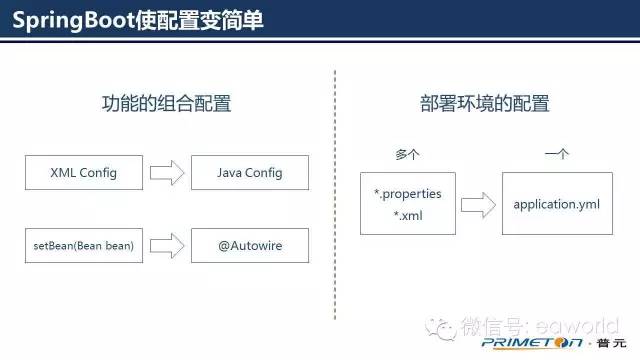 SpringBoot使配置变简单
功能的组合配置
XML Config
Java Config
setBean(Bean bean)
@Autowire
部署环境的配置
多个
一个
*.properties
*.xml
application.yml
微信号: eaworld
PRIMETON·普元